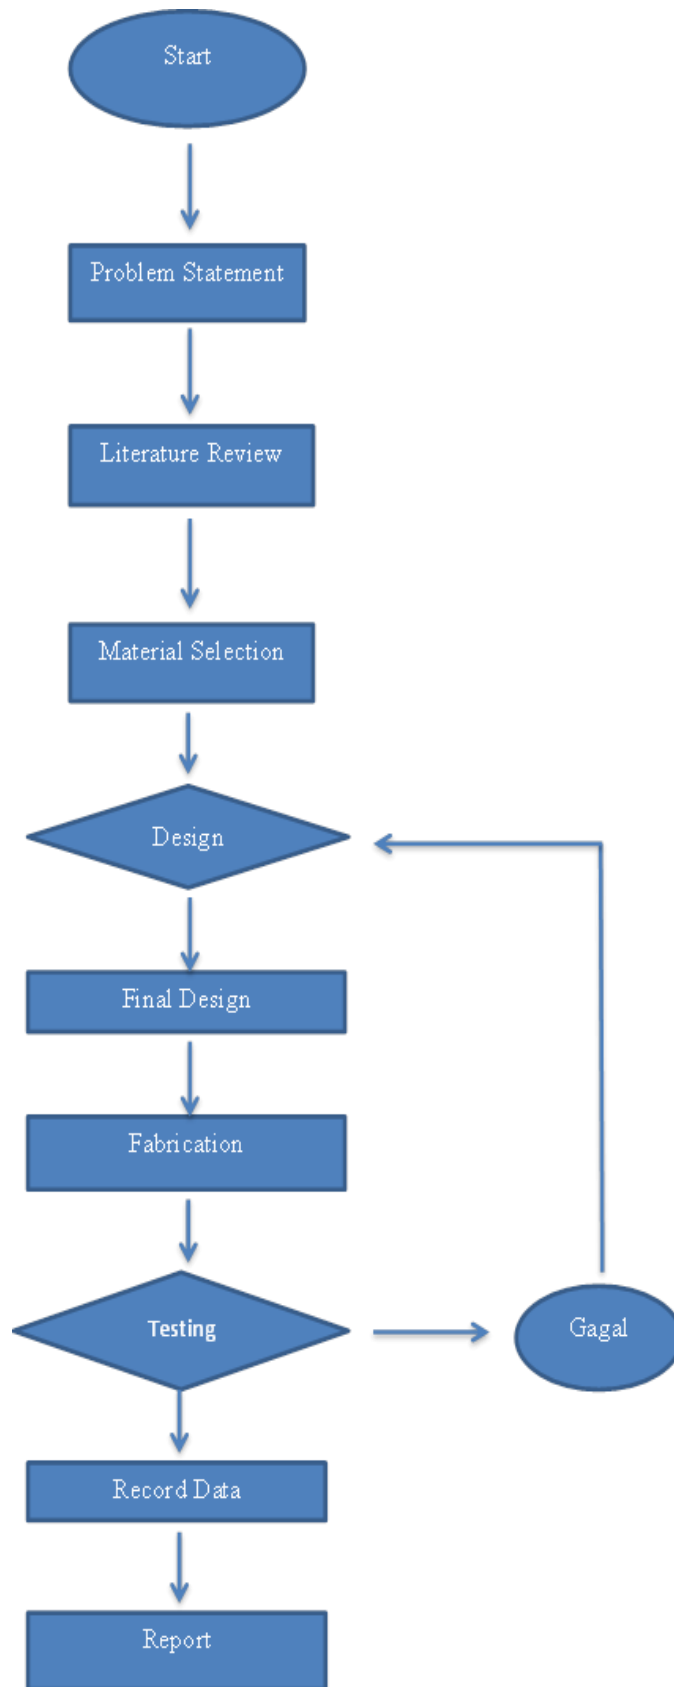 Start
Problem Statement
Literature Review
Material Selection
Design
Final Design
Fabrication
Testing
Gagal
Record Data
Report